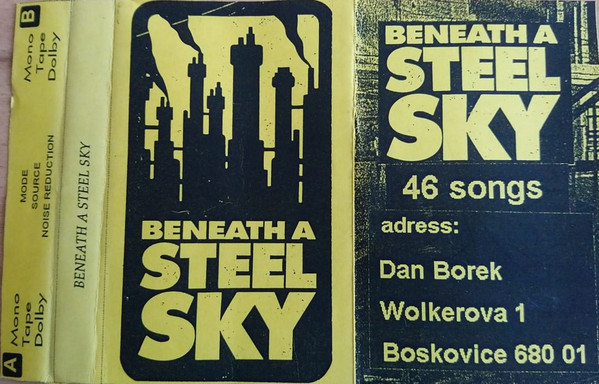 B
Mono
Tape
Dolby
MODE
SOURCE
NOISE REDUCTION
A
Mono
Tape
Dolby
BENEATH A STEEL SKY
BENEATH A
STEEL
SKY
BENEATH A
STEEL
SKY
46 songs
adress:
Dan Borek
Wolkerova 1
Boskovice 680 01